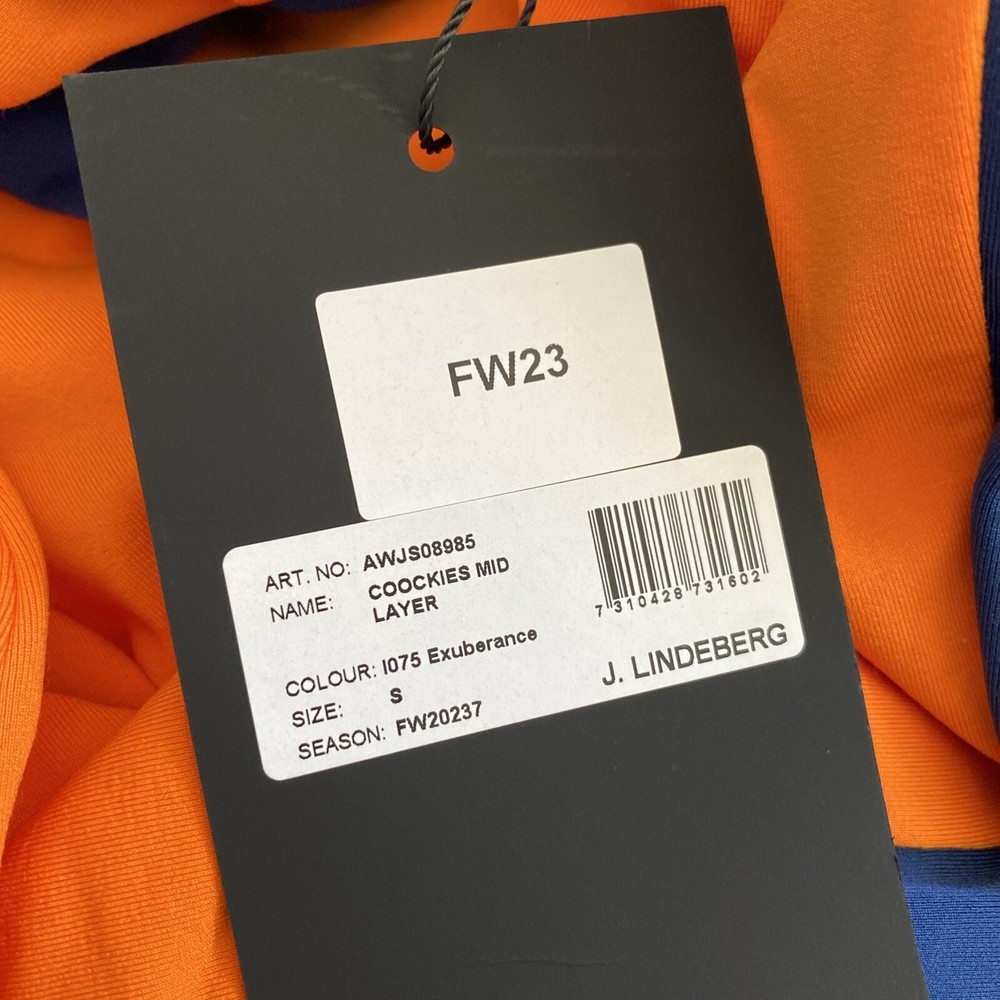 FW23
ART. NO: AWJS08985
NAME: COOCKIES MID
LAYER
COLOUR: I075 Exuberance
SIZE: S
SEASON: FW20237
7 310428 731602
J. LINDEBERG